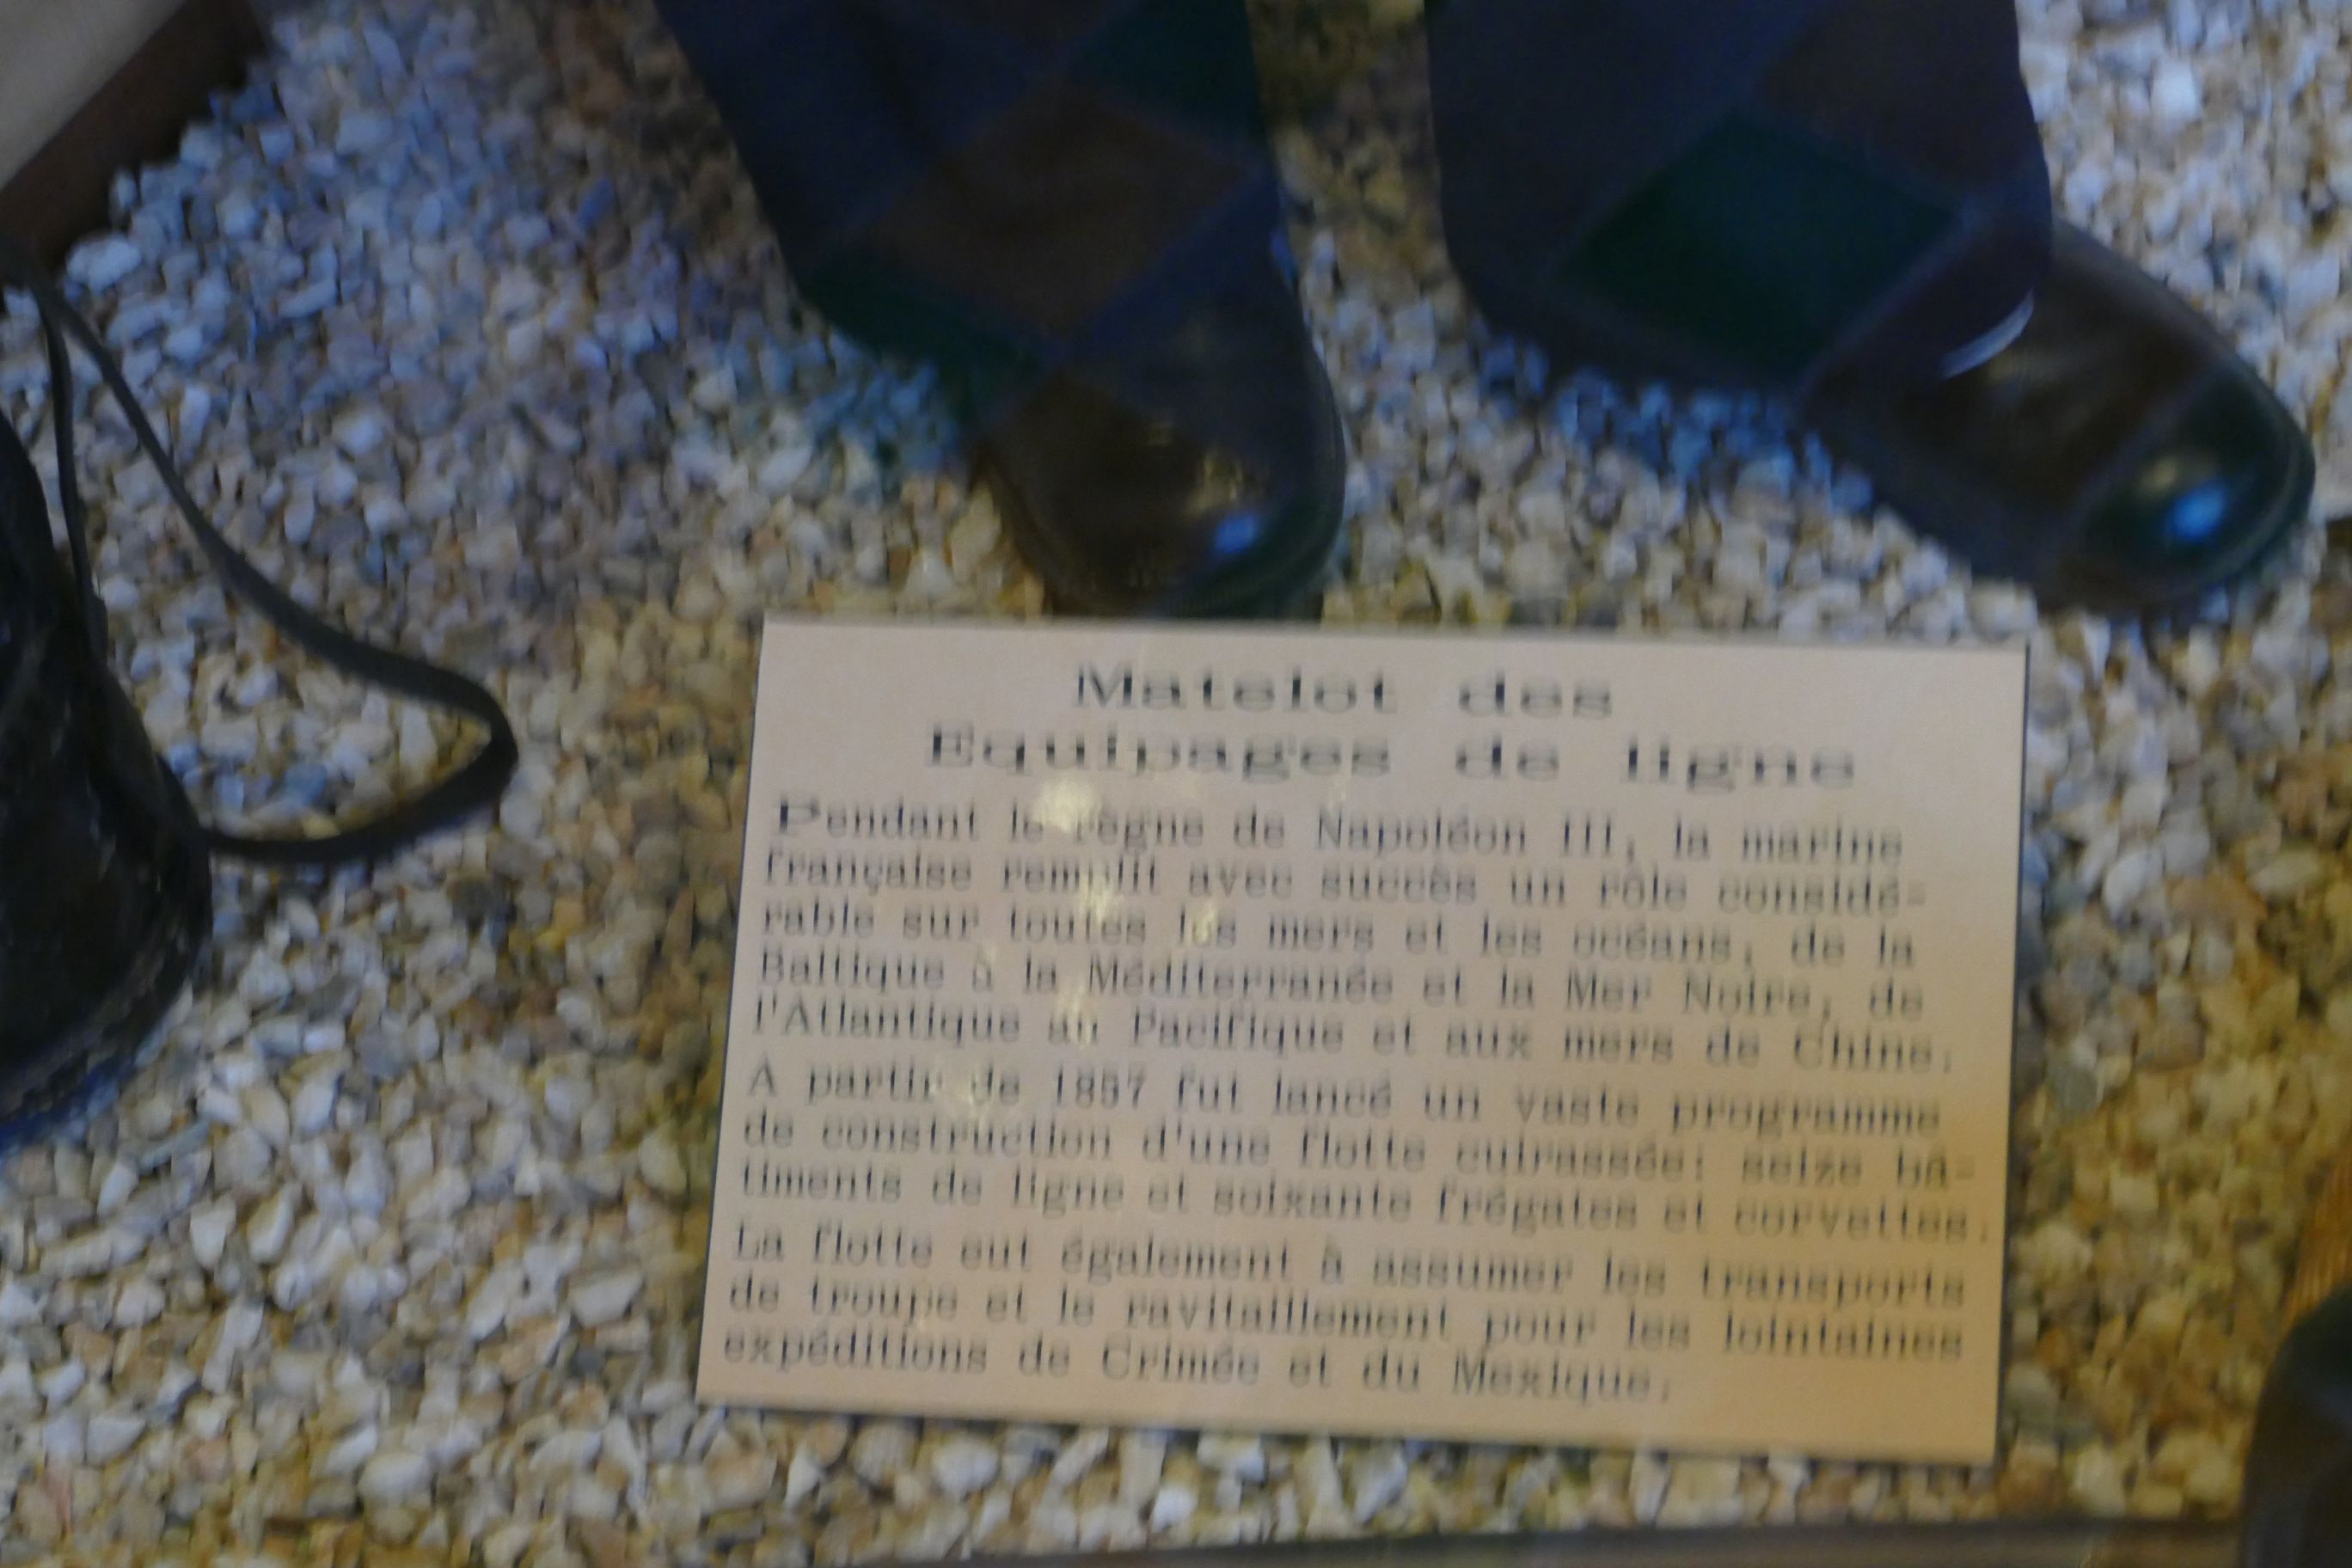 Matelot des
Equipages de ligne
Pendant le règne de Napoléon III, la marine
française remplit avec succès un rôle considé-
rable sur toutes les mers et les océans, de la
Baltique à la Méditerranée et la Mer Noire, de
l'Atlantique au Pacifique et aux mers de Chine.
A partir de 1857 fut lancé un vaste programme
de construction d'une flotte cuirassée: seize bâ-
timents de ligne et soixante frégates et corvettes.
La flotte eut également à assumer les transports
de troupe et le ravitaillement pour les lointaines
expéditions de Crimée et du Mexique.